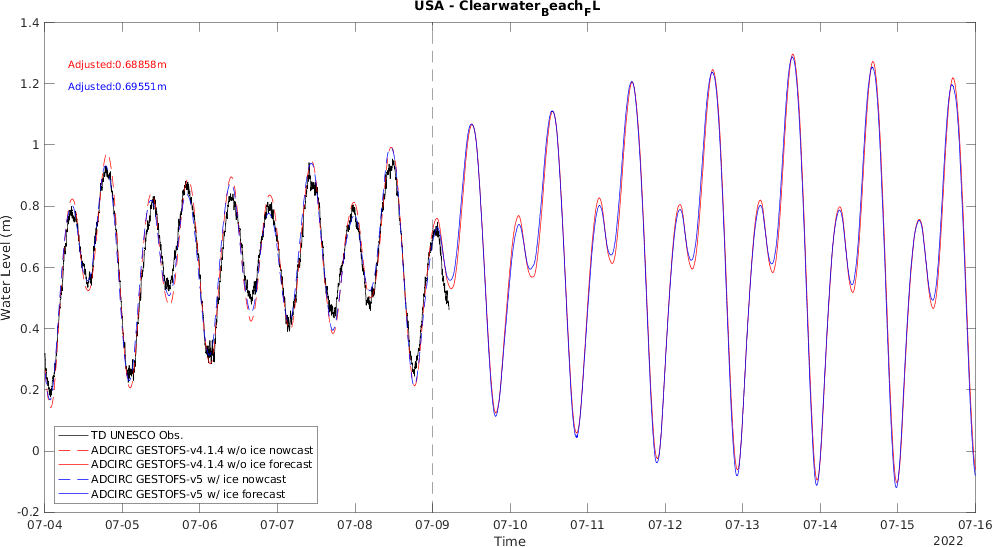 USA - ClearwaterBeachFL
Adjusted:0.68858m
Adjusted:0.69551m
1.4
1.2
1
0.8
0.6
0.4
0.2
0
-0.2
Water Level (m)
TD UNESCO Obs.
ADCIRC GESTOFS-v4.1.4 w/o ice nowcast
ADCIRC GESTOFS-v4.1.4 w/o ice forecast
ADCIRC GESTOFS-v5 w/ ice nowcast
ADCIRC GESTOFS-v5 w/ ice forecast
07-04 07-05 07-06 07-07 07-08 07-09 07-10 07-11 07-12 07-13 07-14 07-15 07-16
Time
2022